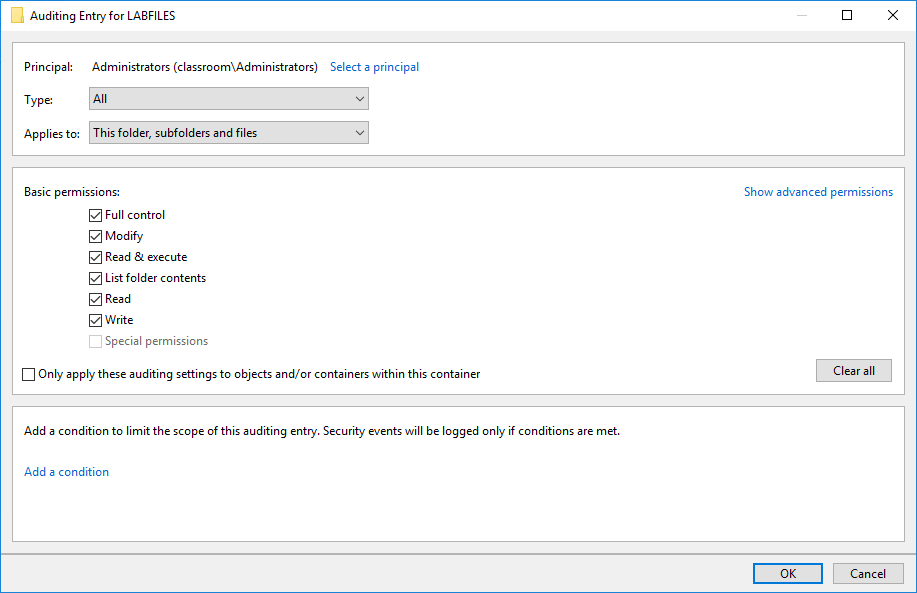 Auditing Entry for LABFILES
Principal: Administrators (classroom\Administrators) Select a principal
Type: All
Applies to: This folder, subfolders and files
Basic permissions: Show advanced permissions
Full control
Modify
Read & execute
List folder contents
Read
Write
Special permissions
Only apply these auditing settings to objects and/or containers within this container Clear all
Add a condition to limit the scope of this auditing entry. Security events will be logged only if conditions are met.
Add a condition
OK Cancel